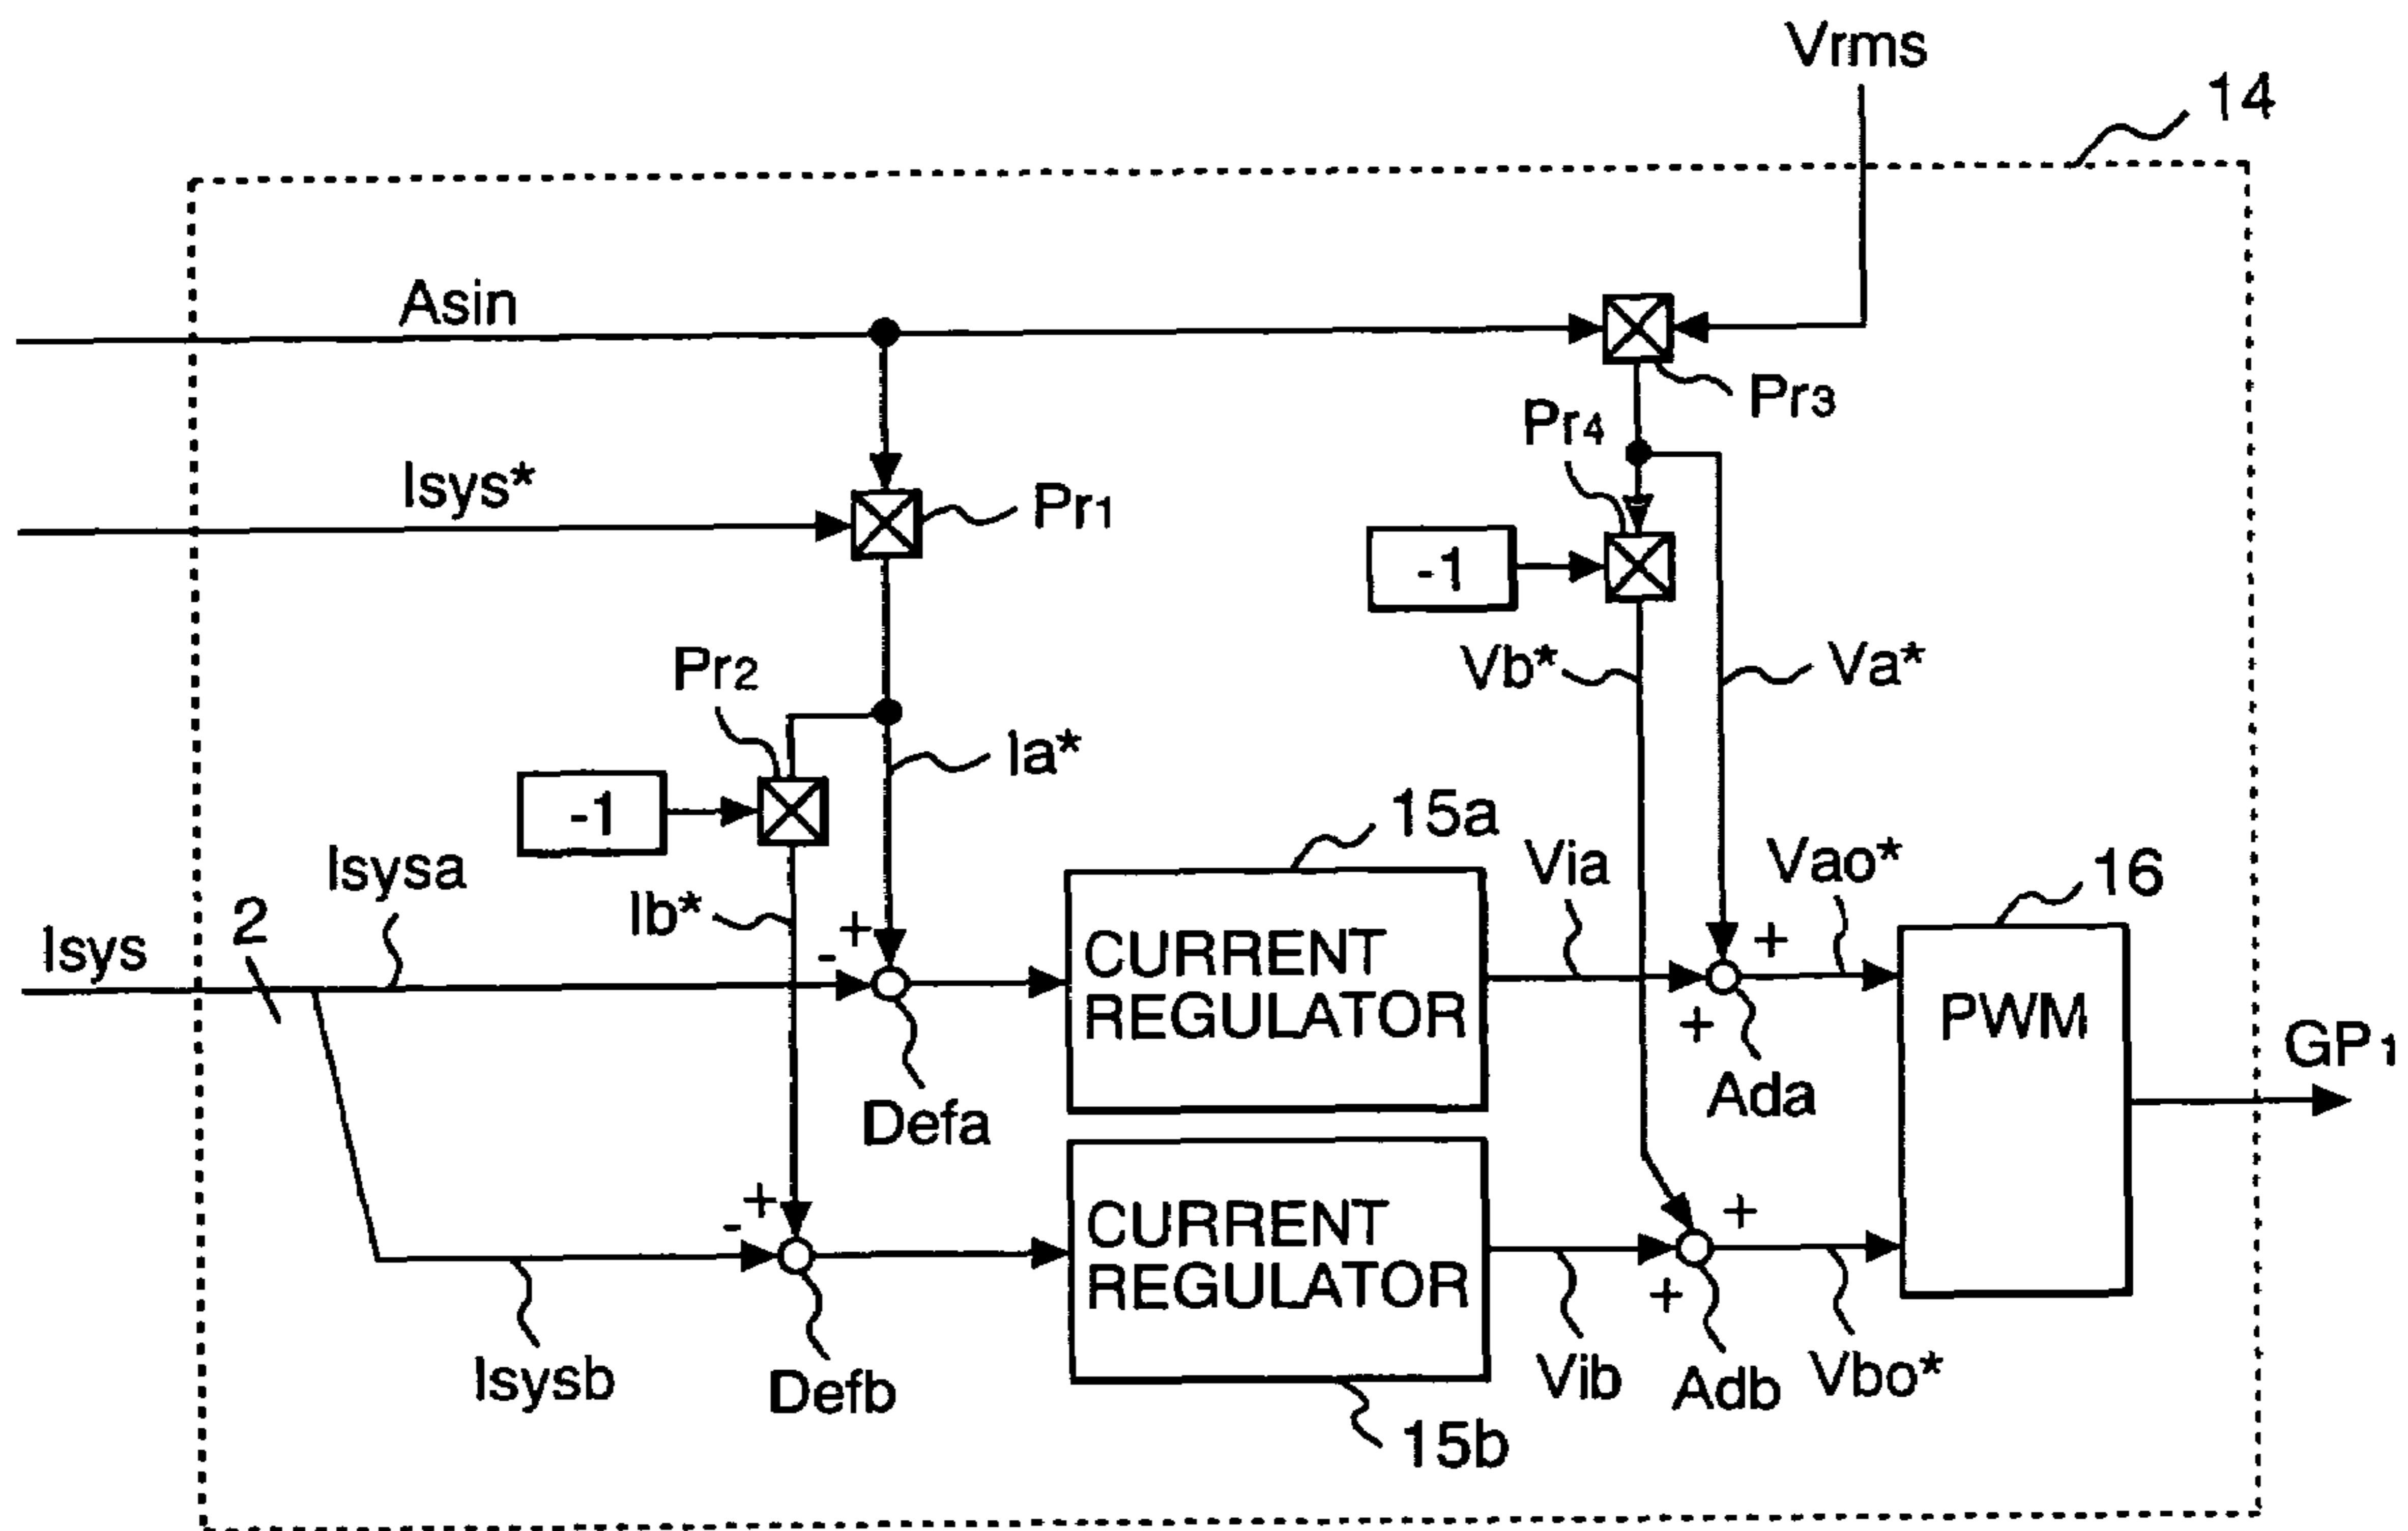 Vrms
14
Asin
Pr3
Pr4
Isys*
Pr1
-1
Pr2
Vb*
Va*
Ia*
-1
15a
Isysa
Via
Vao*
16
2
Ib*
+
Isys
-
CURRENT
REGULATOR
+
PWM
+
GP1
Defa
Ada
+
-
CURRENT
REGULATOR
+
+
Isysb
Defb
Vib
Adb
Vbo*
15b